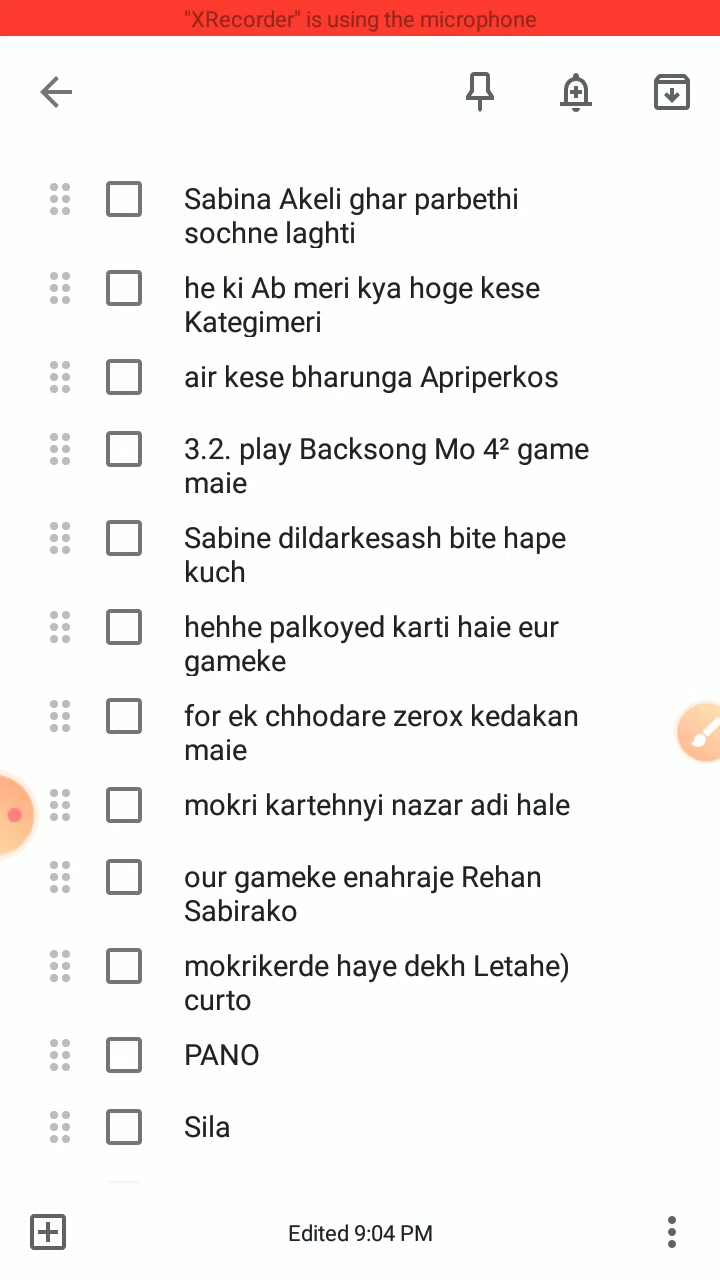 "XRecorder" is using the microphone
Sabina Akeli ghar parbethi
sochne laghti
he ki Ab meri kya hoge kese
Kategimeri
air kese bharunga Apriperkos
3.2. play Backsong Mo 4² game
maie
Sabine dildarkesash bite hape
kuch
hehhe palkoyed karti haie eur
gameke
for ek chhodare zerox kedakan
maie
mokri kartehnyi nazar adi hale
our gameke enahraje Rehan
Sabirako
mokrikerde haye dekh Letahe)
curto
PANO
Sila
Edited 9:04 PM